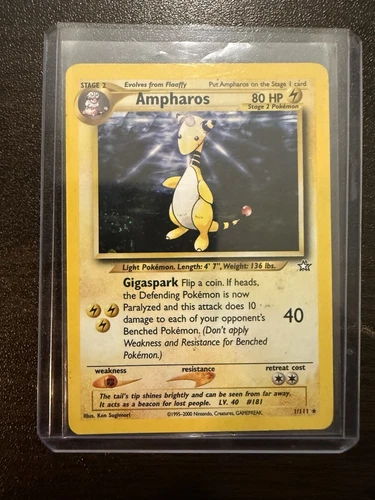 STAGE 2 Evolves from Flaaffy Put Ampharos on the Stage 1 card
Ampharos 80 HP
Stage 2 Pokémon
Light Pokémon. Length: 4' 7", Weight: 136 lbs.
Gigaspark Flip a coin. If heads,
the Defending Pokémon is now
Paralyzed and this attack does 10
damage to each of your opponent's
Benched Pokémon. (Don't apply
Weakness and Resistance for Benched
Pokémon.)
40
weakness resistance retreat cost
The tail's tip shines brightly and can be seen from far away.
It acts as a beacon for lost people. LV. 40 #181
Illus. Ken Sugimori ©1995-2000 Nintendo, Creatures, GAMEFREAK. 1/111